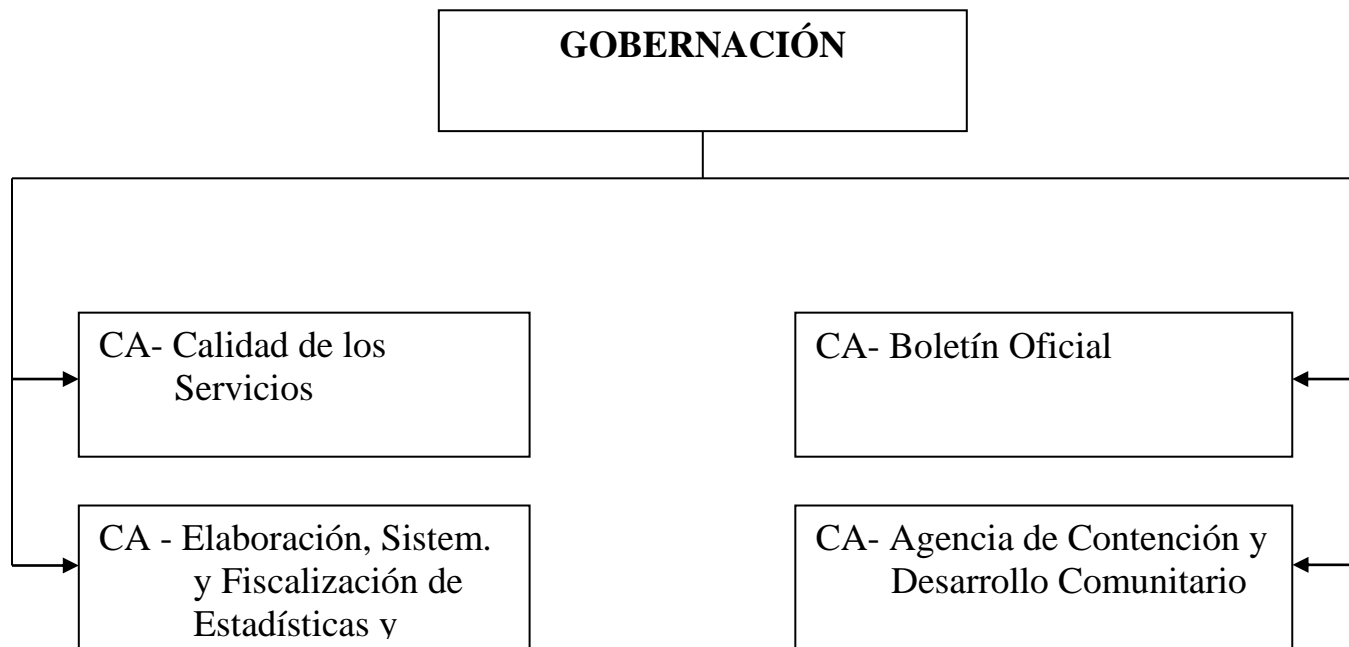 GOBERNACIÓN
CA- Calidad de los
Servicios
CA- Boletín Oficial
CA - Elaboración, Sistem.
y Fiscalización de
Estadísticas y
CA- Agencia de Contención y
Desarrollo Comunitario